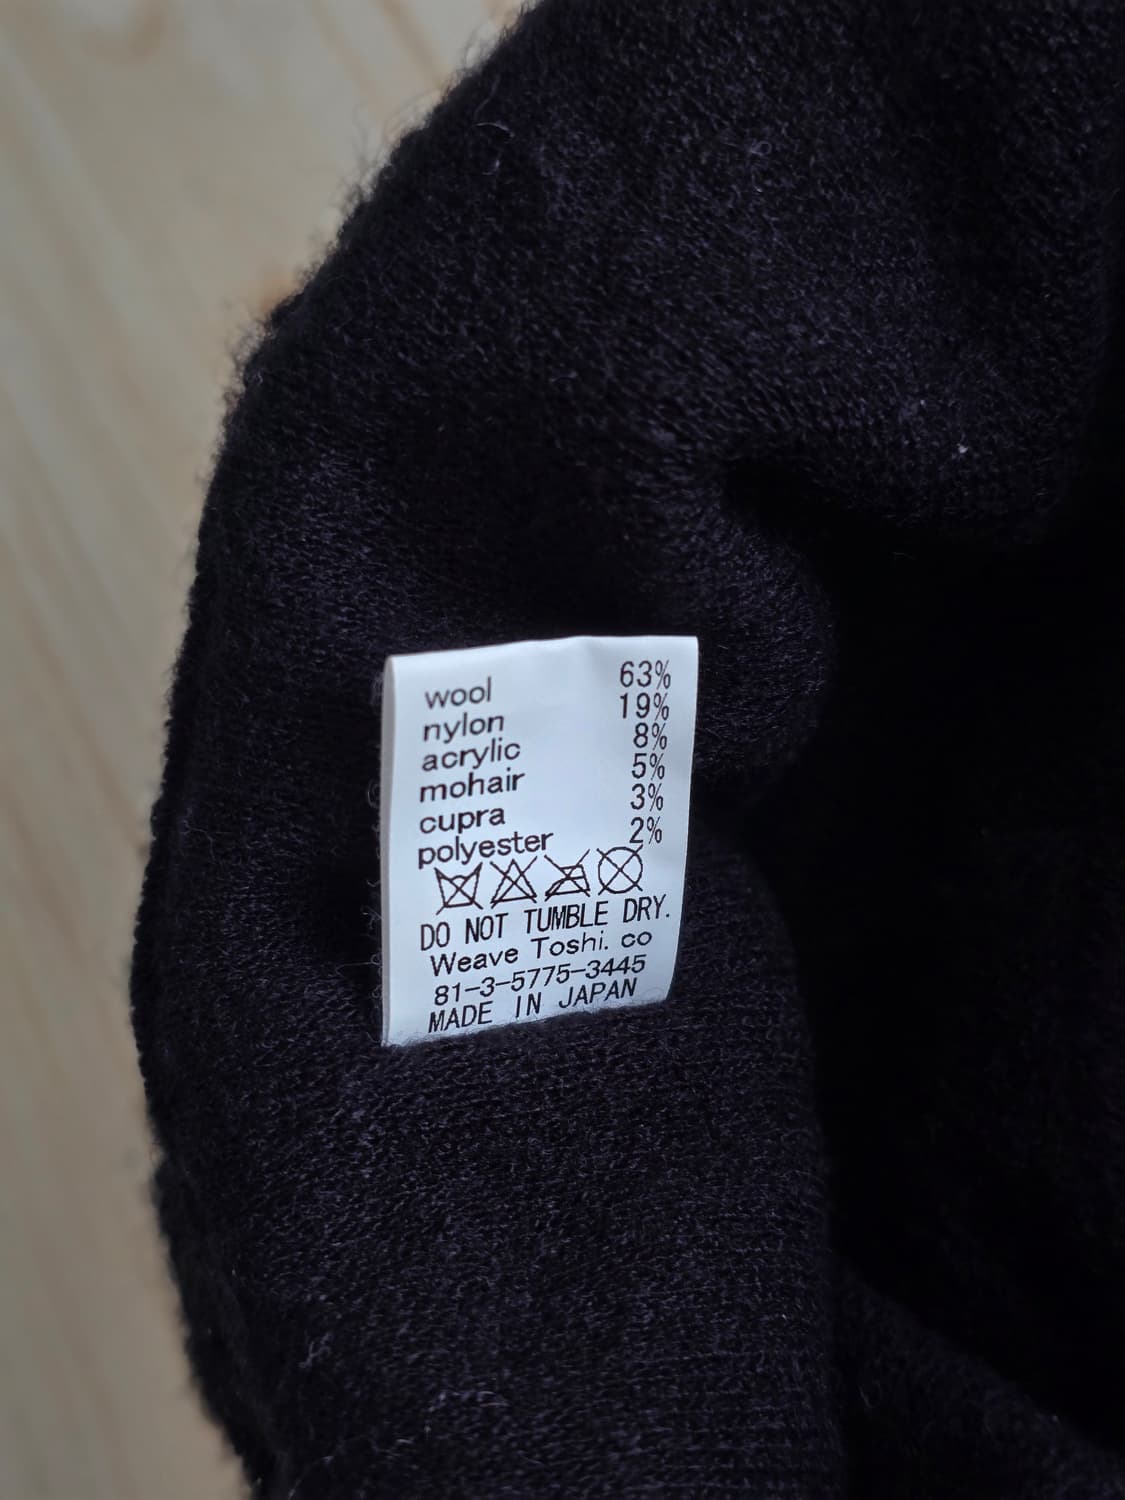 wool 63%
nylon 19%
acrylic 8%
mohair 5%
cupra 3%
polyester 2%
DO NOT TUMBLE DRY.
Weave Toshi. co
81-3-5775-3445
MADE IN JAPAN